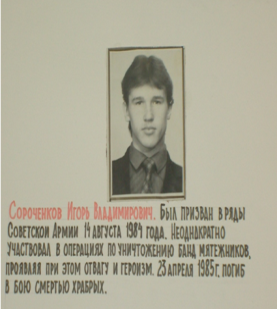 Сороченков Игорь Владимирович. Был призван в ряды
Советской Армии 14 августа 1984 года. Неоднократно
участвовал в операциях по уничтожению банд мятежников,
проявляя при этом отвагу и героизм. 23 апреля 1985г. погиб
в бою смертью храбрых.